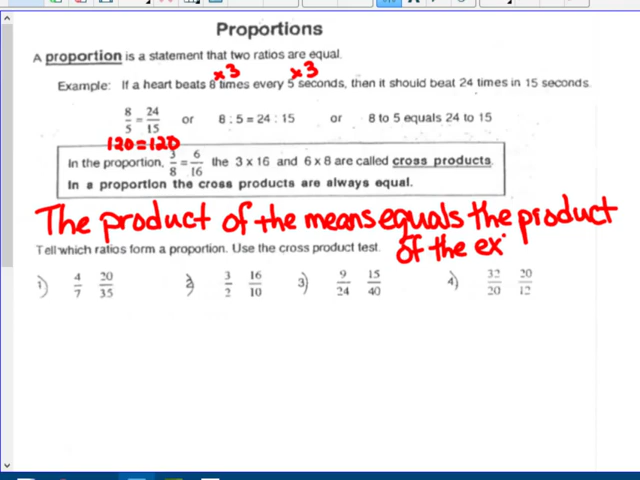 Proportions
A proportion is a statement that two ratios are equal.
x 3 x 3
Example: If a heart beats 8 times every 5 seconds, then it should beat 24 times in 15 seconds.
8/5 = 24/15 or 8 : 5 = 24 : 15 or 8 to 5 equals 24 to 15
120=120
In the proportion, 3/8 = 6/16 the 3 x 16 and 6 x 8 are called cross products.
In a proportion the cross products are always equal.
The product of the means equals the product
of the ex
Tell which ratios form a proportion. Use the cross product test.
1) 4/7 20/35 2) 3/2 16/10 3) 9/24 15/40 4) 32/20 20/12